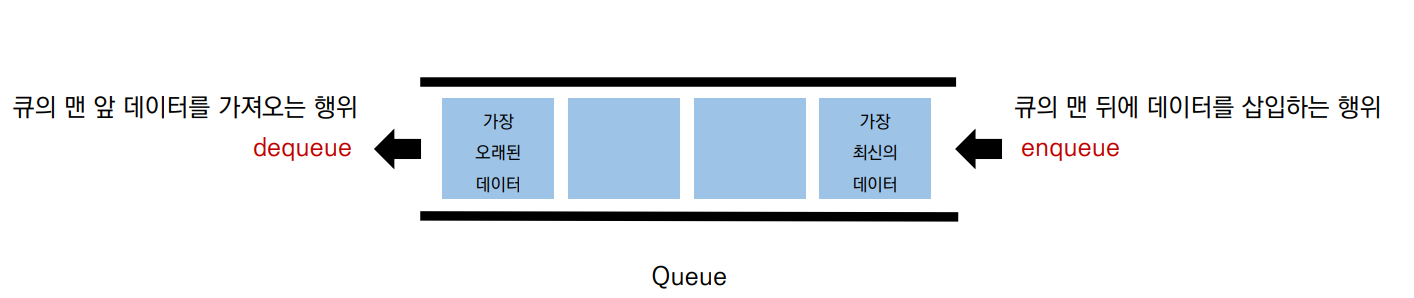 큐의 맨 앞 데이터를 가져오는 행위
dequeue
가장
오래된
데이터
가장
최신의
데이터
큐의 맨 뒤에 데이터를 삽입하는 행위
enqueue
Queue